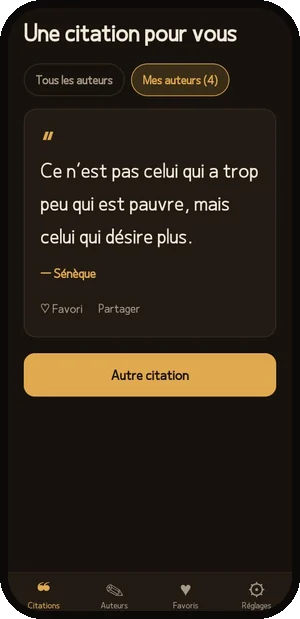 Une citation pour vous
Tous les auteurs
Mes auteurs (4)
"
Ce n’est pas celui qui a trop
peu qui est pauvre, mais
celui qui désire plus.
— Sénèque
♡ Favori Partager
Autre citation
Citations Auteurs Favoris Réglages